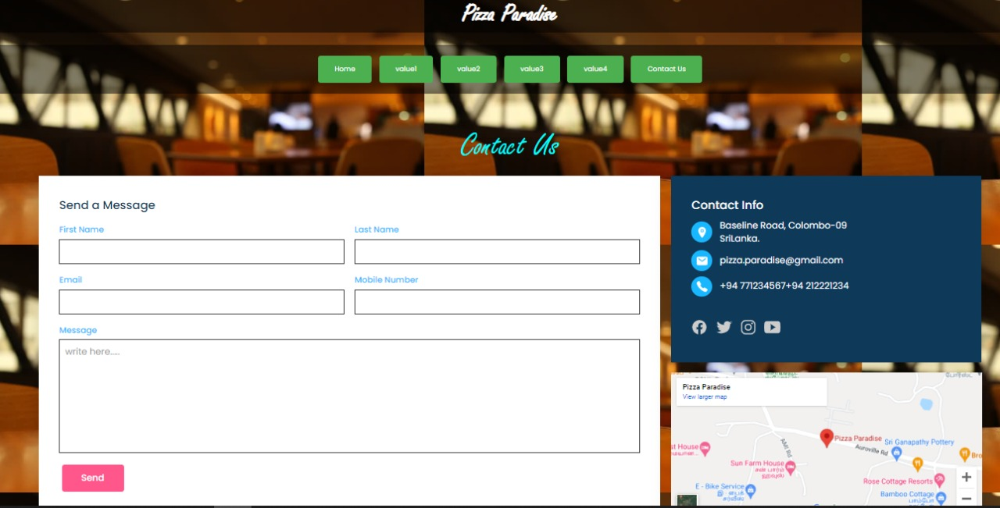 Pizza Paradise
Home value1 value2 value3 value4 Contact Us
Contact Us
Send a Message
First Name Last Name
Email Mobile Number
Message
write here.....
Send
Contact Info
Baseline Road, Colombo-09
SriLanka.
pizza.paradise@gmail.com
+94 771234567+94 212221234
Pizza Paradise
View larger map
Pizza Paradise
Sri Ganapathy Pottery
Auroville Rd
AMI Rd
st House
Bro
Sun Farm House
Rose Cottage Resorts
E - Bike Service
Bamboo Cottage